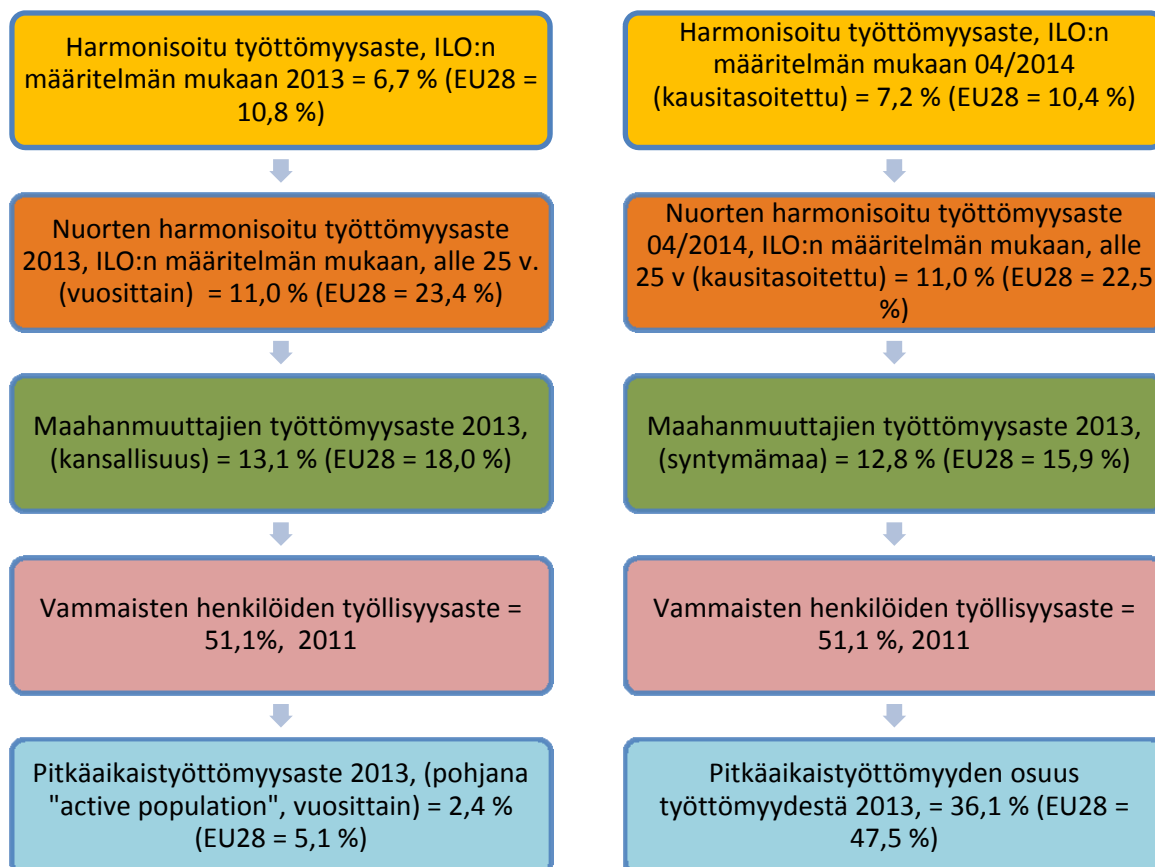 Harmonisoitu työttömyysaste, ILO:n
määritelmän mukaan 2013 = 6,7 % (EU28 =
10,8 %)
Nuorten harmonisoitu työttömyysaste
2013, ILO:n määritelmän mukaan, alle 25 v.
(vuosittain)  = 11,0 % (EU28 = 23,4 %)
Maahanmuuttajien työttömyysaste 2013,
(kansallisuus) = 13,1 % (EU28 = 18,0 %)
Vammaisten henkilöiden työllisyysaste =
51,1%,  2011
Pitkäaikaistyöttömyysaste 2013, (pohjana
"active population", vuosittain) = 2,4 %
(EU28 = 5,1 %)
Harmonisoitu työttömyysaste, ILO:n
määritelmän mukaan 04/2014
(kausitasoitettu) = 7,2 % (EU28 = 10,4 %)
Nuorten harmonisoitu työttömyysaste
04/2014, ILO:n määritelmän mukaan, alle
25 v (kausitasoitettu) = 11,0 % (EU28 = 22,5
%)
Maahanmuuttajien työttömyysaste 2013,
(syntymämaa) = 12,8 % (EU28 = 15,9 %)
Vammaisten henkilöiden työllisyysaste =
51,1 %, 2011
Pitkäaikaistyöttömyyden osuus
työttömyydestä 2013, = 36,1 % (EU28 =
47,5 %)